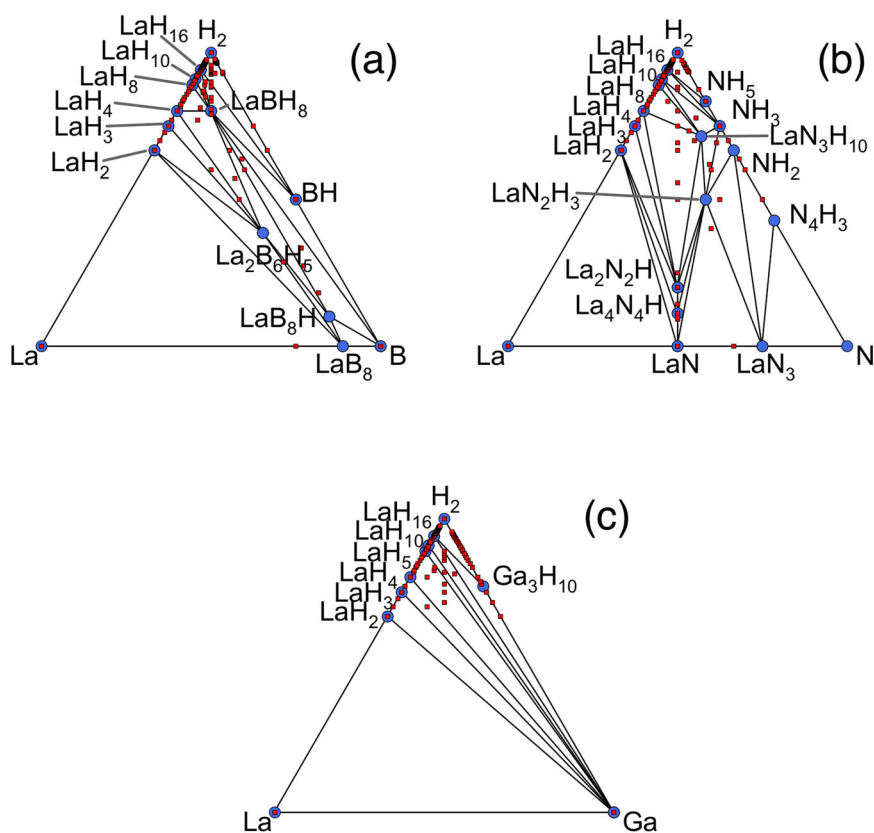 (a)
H₂
LaH₁₆
LaH₁₀
LaH₈
LaH₄
LaH₃
LaH₂
LaBH₈
BH
La₂B₆H₅
LaB₈H
La
LaB₈
B
(b)
H₂
LaH₁₆
LaH₁₀
LaH₈
LaH₄
LaH₃
LaH₂
NH₅
NH₃
LaN₃H₁₀
NH₂
LaN₂H₃
N₄H₃
La₂N₂H
La₄N₄H
La
LaN
LaN₃
N
(c)
H₂
LaH₁₆
LaH₁₀
LaH₅
LaH₄
LaH₃
LaH₂
Ga₃H₁₀
La
Ga